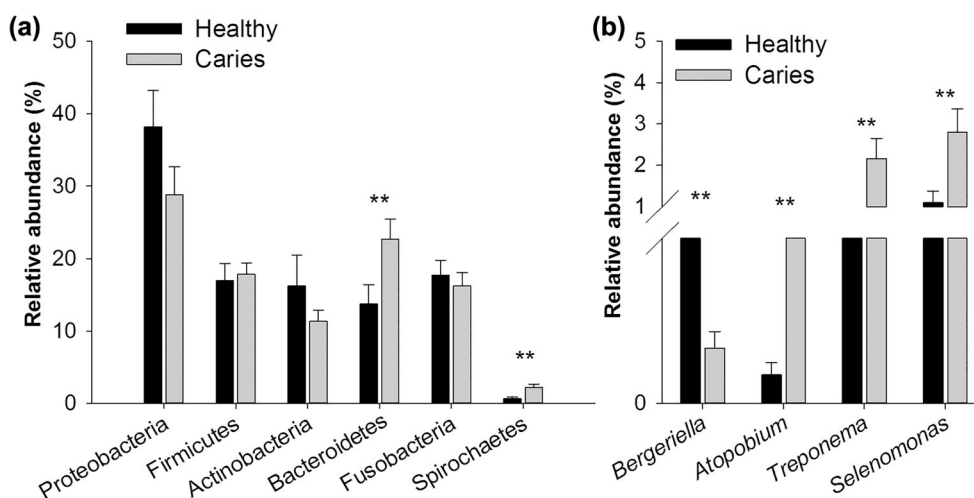 (a)
Healthy
Caries
Relative abundance (%)
50
40
30
20
10
0
**
**
Proteobacteria
Firmicutes
Actinobacteria
Bacteroidetes
Fusobacteria
Spirochaetes
(b)
Healthy
Caries
Relative abundance (%)
5
4
3
2
1
0
**
**
**
**
Bergeriella
Atopobium
Treponema
Selenomonas